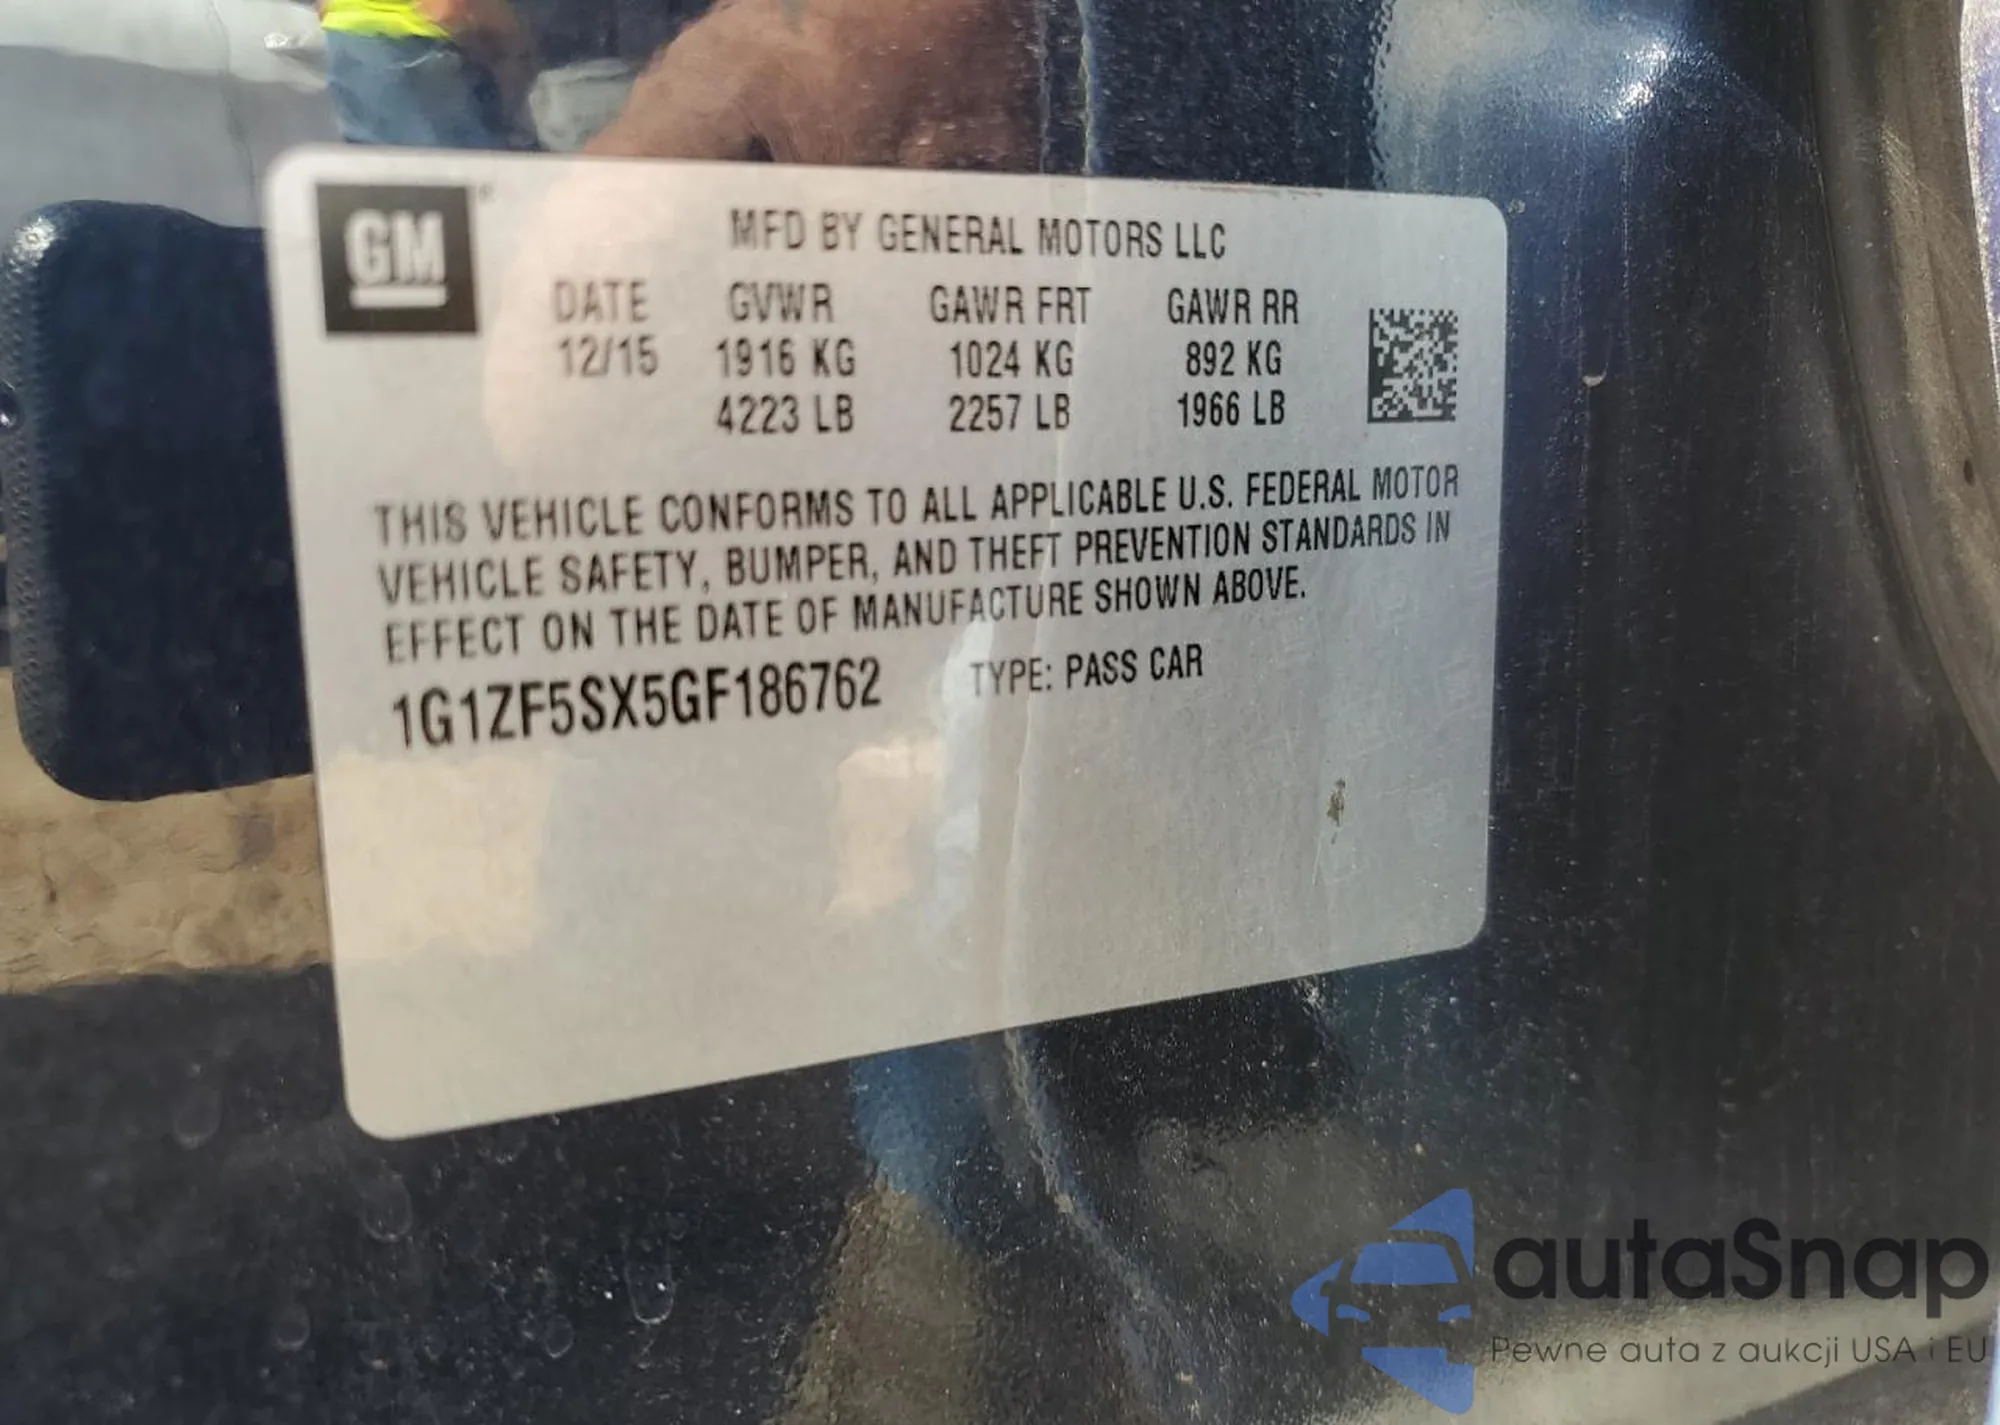 GM
MFD BY GENERAL MOTORS LLC
DATE GVWR GAWR FRT GAWR RR
12/15 1916 KG 1024 KG 892 KG
4223 LB 2257 LB 1966 LB
THIS VEHICLE CONFORMS TO ALL APPLICABLE U.S. FEDERAL MOTOR
VEHICLE SAFETY, BUMPER, AND THEFT PREVENTION STANDARDS IN
EFFECT ON THE DATE OF MANUFACTURE SHOWN ABOVE.
1G1ZF5SX5GF186762 TYPE: PASS CAR
autaSnap
Pewne auta z aukcji USA i EU